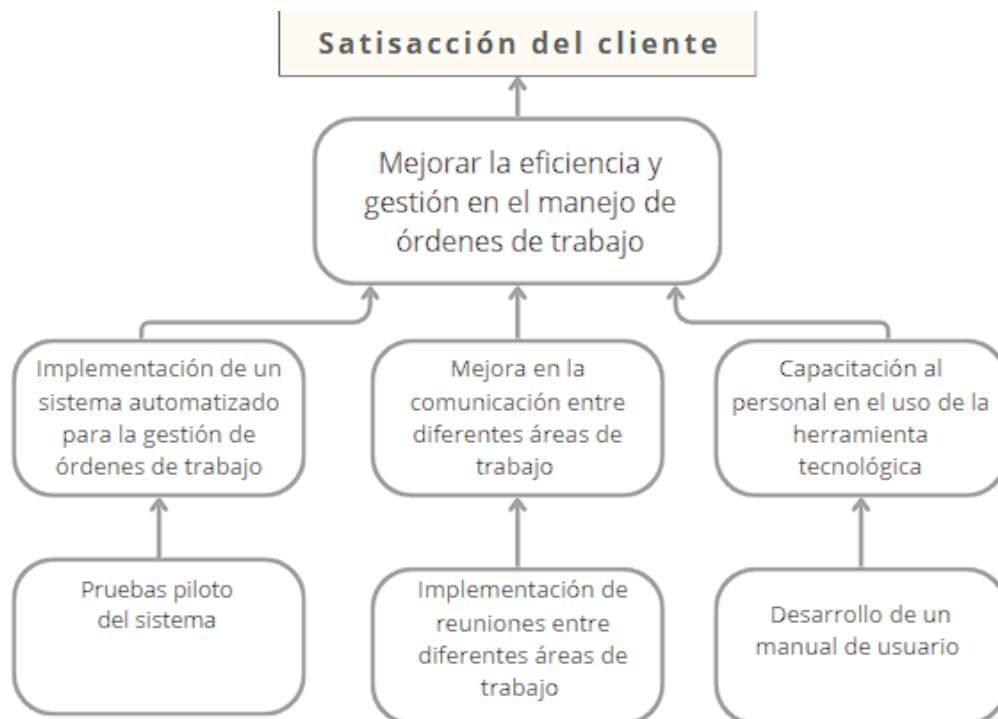 Satisacción del cliente
Mejorar la eficiencia y
gestión en el manejo de
órdenes de trabajo
Implementación de un
sistema automatizado
para la gestión de
órdenes de trabajo
Mejora en la
comunicación entre
diferentes áreas de
trabajo
Capacitación al
personal en el uso de la
herramienta
tecnológica
Pruebas piloto
del sistema
Implementación de
reuniones entre
diferentes áreas de
trabajo
Desarrollo de un
manual de usuario